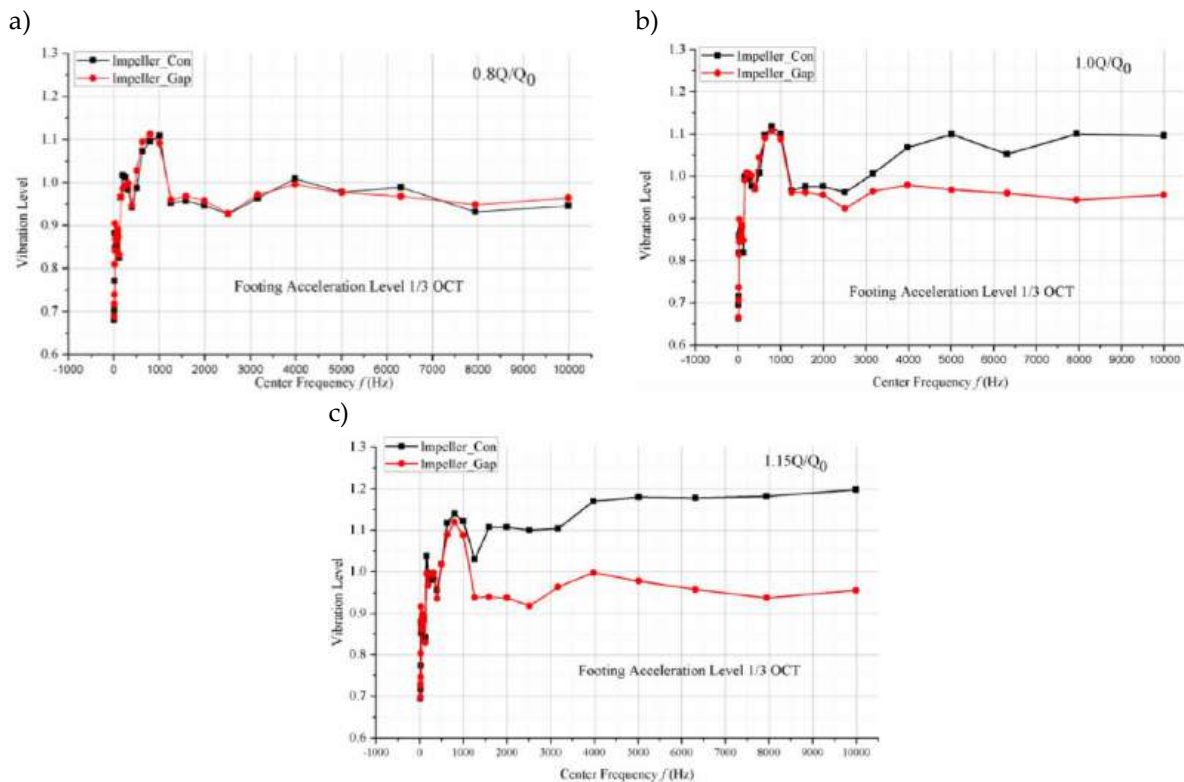 a)
Impeller_Con
Impeller_Gap
0.8Q/Q0
1.3
1.2
1.1
1.0
0.9
0.8
0.7
0.6
Vibration Level
Footing Acceleration Level 1/3 OCT
-1000 0 1000 2000 3000 4000 5000 6000 7000 8000 9000 10000
Center Frequency f (Hz)
b)
Impeller_Con
Impeller_Gap
1.0Q/Q0
1.3
1.2
1.1
1.0
0.9
0.8
0.7
0.6
Vibration Level
Footing Acceleration Level 1/3 OCT
-1000 0 1000 2000 3000 4000 5000 6000 7000 8000 9000 10000
Center Frequency f (Hz)
c)
Impeller_Con
Impeller_Gap
1.15Q/Q0
1.3
1.2
1.1
1.0
0.9
0.8
0.7
0.6
Vibration Level
Footing Acceleration Level 1/3 OCT
-1000 0 1000 2000 3000 4000 5000 6000 7000 8000 9000 10000
Center Frequency f (Hz)